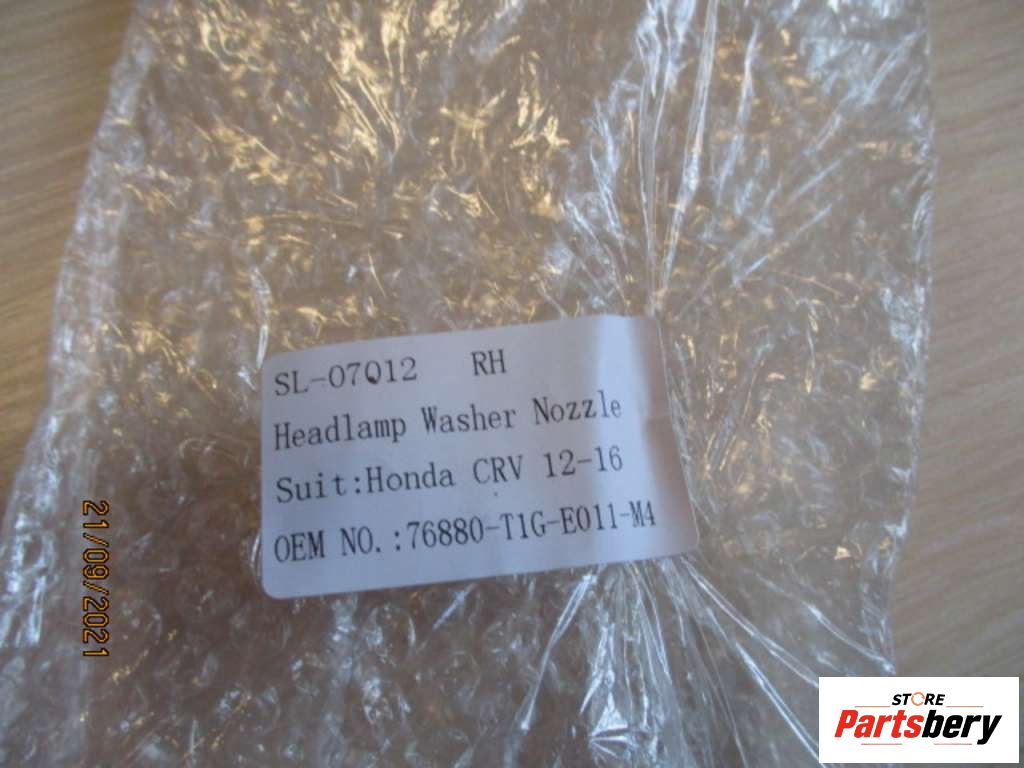 SL-07Q12 RH
Headlamp Washer Nozzle
Suit:Honda CRV 12-16
OEM NO.:76880-T1G-E011-M4
21/09/2021
STORE
Partsbery